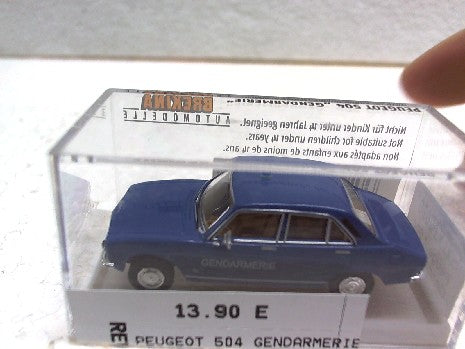 PEUGEOT 504 "GENDARMERIE"
BREKINA
AUTOMODELLE
Nicht für Kinder unter 14 Jahren geeignet.
Not suitable for children under 14 years.
Non adaptés aux enfants de moins de 14 ans.
GENDARMERIE
13.90 E
PEUGEOT 504 GENDARMERIE
RE